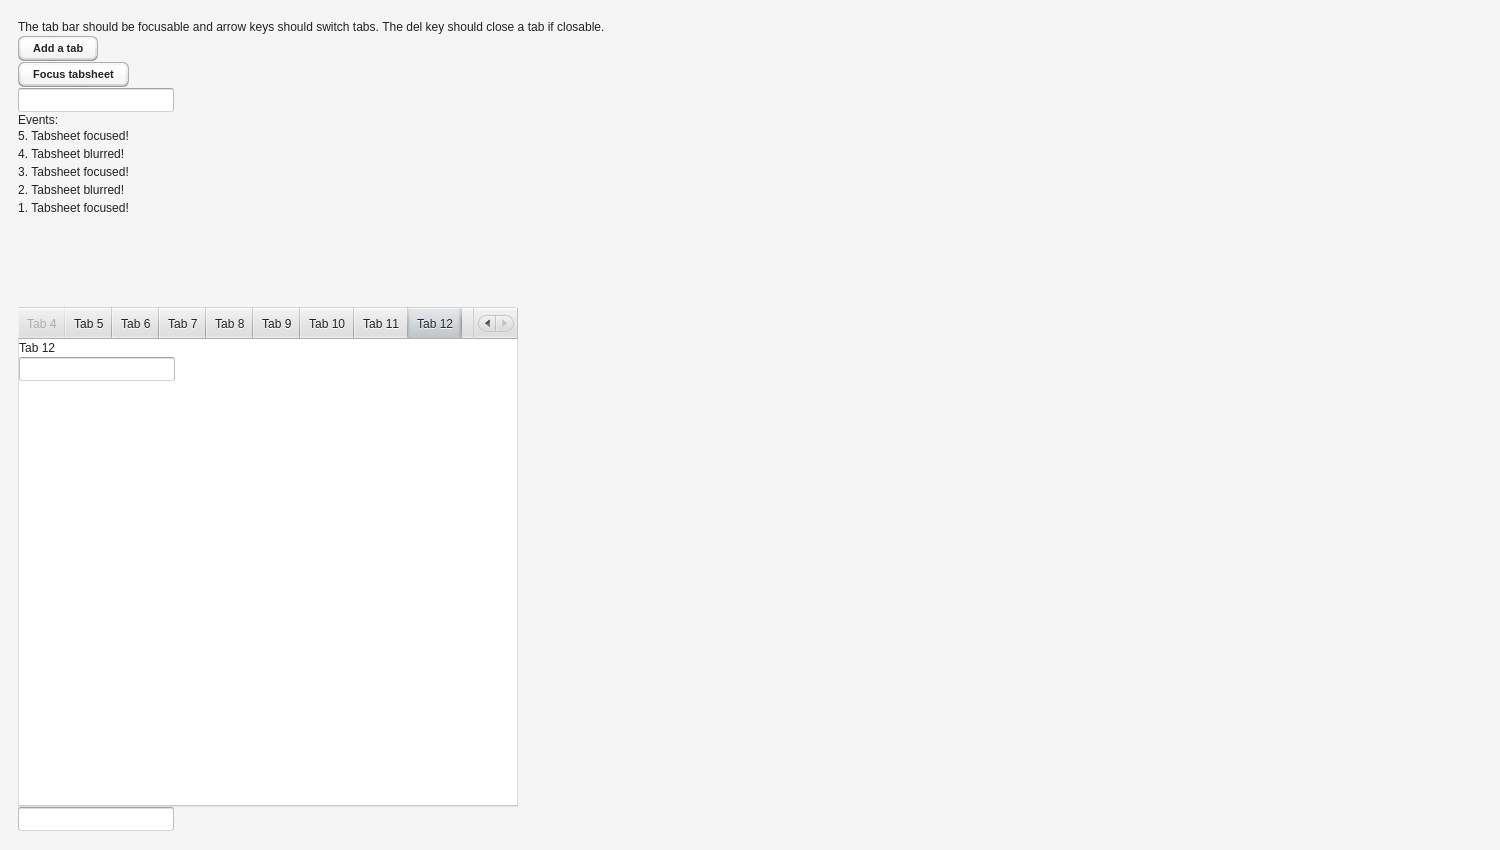 The tab bar should be focusable and arrow keys should switch tabs. The del key should close a tab if closable.
Add a tab
Focus tabsheet
Events:
5. Tabsheet focused!
4. Tabsheet blurred!
3. Tabsheet focused!
2. Tabsheet blurred!
1. Tabsheet focused!
Tab 4 Tab 5 Tab 6 Tab 7 Tab 8 Tab 9 Tab 10 Tab 11 Tab 12
Tab 12